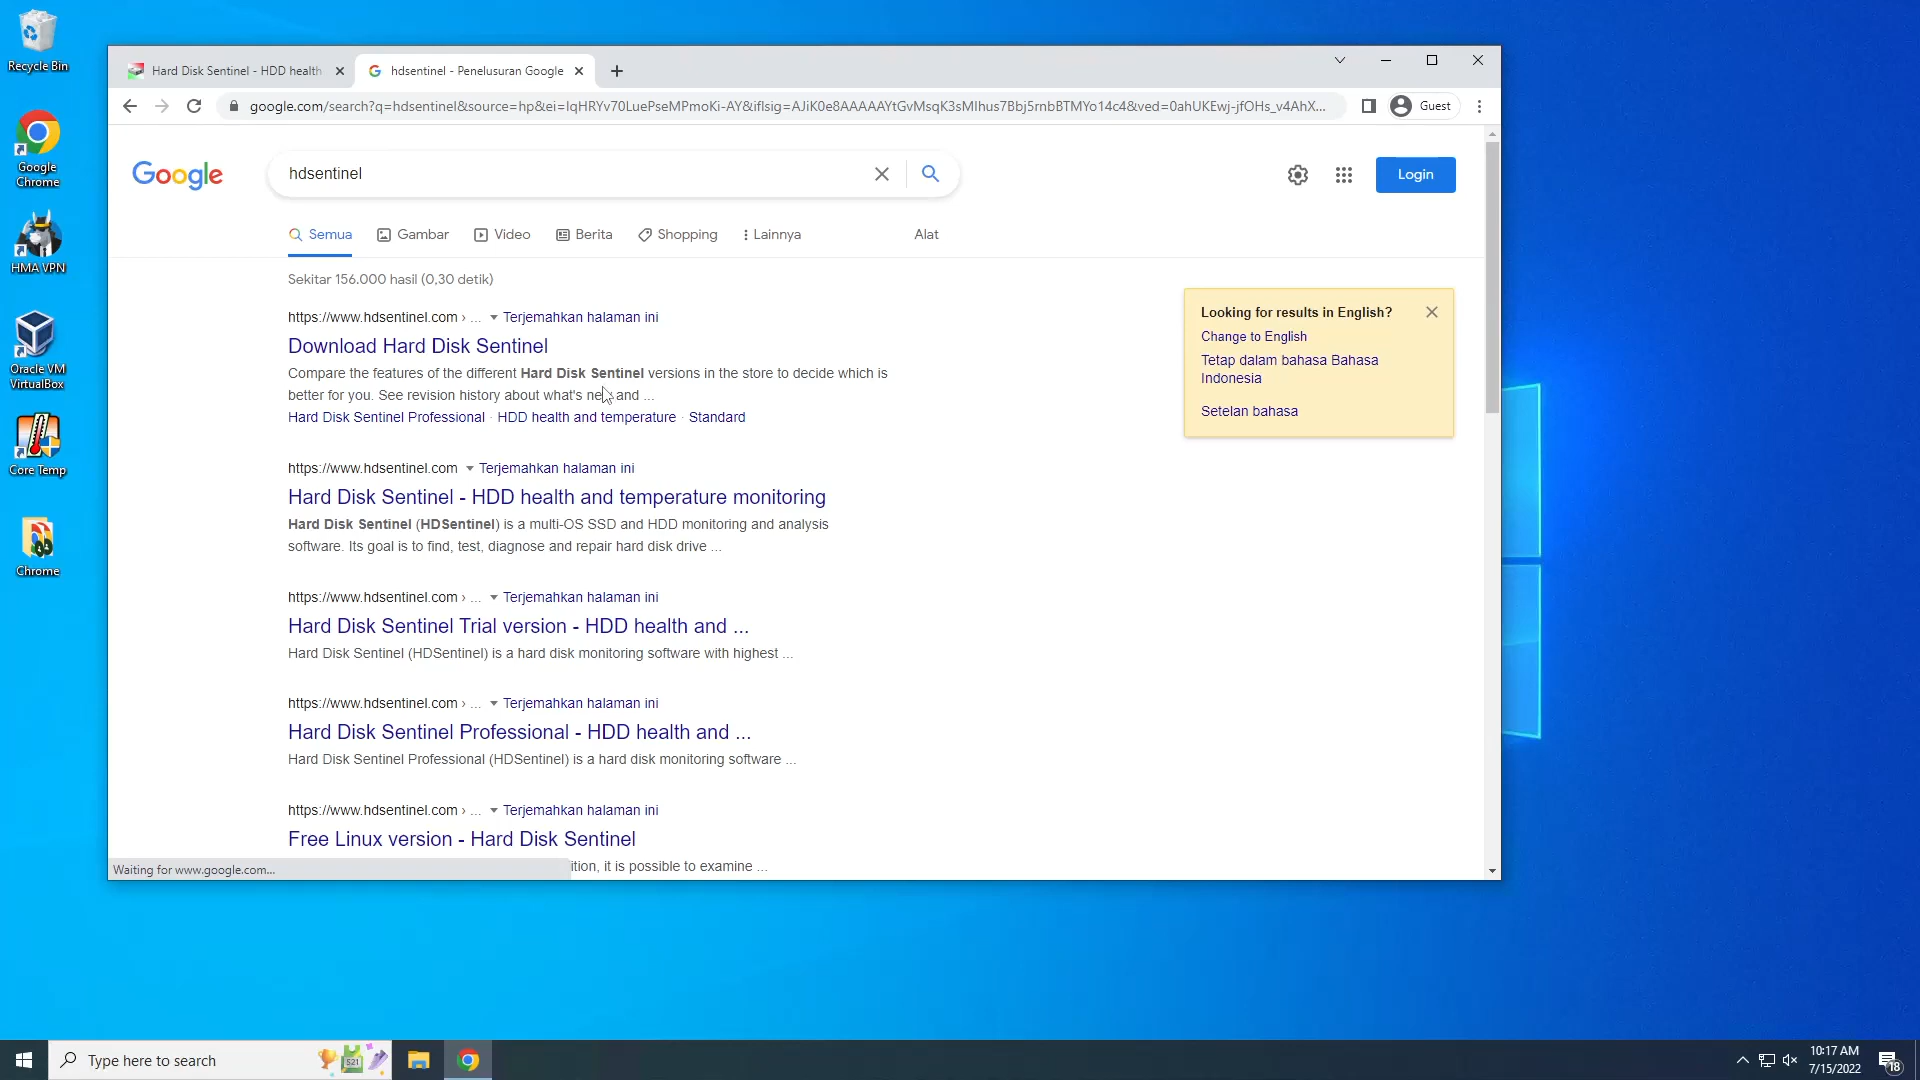 Recycle Bin
Google
Chrome
HMA VPN
Oracle VM
VirtualBox
Core Temp
Chrome
Hard Disk Sentinel - HDD health
hdsentinel - Penelusuran Google
google.com/search?q=hdsentinel&source=hp&ei=IqHRYv70LuePseMPmoKi-AY&iflsig=AJiK0e8AAAAAYtGvMsqK3sMIhus7Bbj5rnbBTMYo14c4&ved=0ahUKEwj-jfOHs_v4AhX...
Guest
Google
hdsentinel
Login
Semua
Gambar
Video
Berita
Shopping
Lainnya
Alat
Sekitar 156.000 hasil (0,30 detik)
https://www.hdsentinel.com › ... Terjemahkan halaman ini
Download Hard Disk Sentinel
Compare the features of the different Hard Disk Sentinel versions in the store to decide which is
better for you. See revision history about what's new and ...
Hard Disk Sentinel Professional · HDD health and temperature · Standard
https://www.hdsentinel.com Terjemahkan halaman ini
Hard Disk Sentinel - HDD health and temperature monitoring
Hard Disk Sentinel (HDSentinel) is a multi-OS SSD and HDD monitoring and analysis
software. Its goal is to find, test, diagnose and repair hard disk drive ...
https://www.hdsentinel.com › ... Terjemahkan halaman ini
Hard Disk Sentinel Trial version - HDD health and ...
Hard Disk Sentinel (HDSentinel) is a hard disk monitoring software with highest ...
https://www.hdsentinel.com › ... Terjemahkan halaman ini
Hard Disk Sentinel Professional - HDD health and ...
Hard Disk Sentinel Professional (HDSentinel) is a hard disk monitoring software ...
https://www.hdsentinel.com › ... Terjemahkan halaman ini
Free Linux version - Hard Disk Sentinel
ition, it is possible to examine ...
Looking for results in English?
Change to English
Tetap dalam bahasa Bahasa
Indonesia
Setelan bahasa
Waiting for www.google.com...
Type here to search
S21
10:17 AM
7/15/2022
18